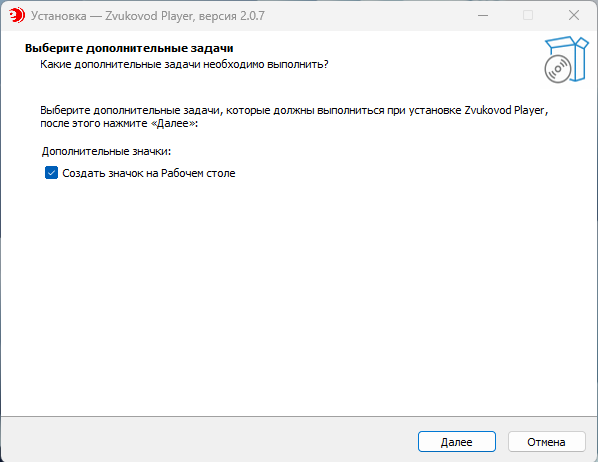 Установка — Zvukovod Player, версия 2.0.7
Выберите дополнительные задачи
Какие дополнительные задачи необходимо выполнить?
Выберите дополнительные задачи, которые должны выполниться при установке Zvukovod Player,
после этого нажмите «Далее»:
Дополнительные значки:
Создать значок на Рабочем столе
Далее
Отмена